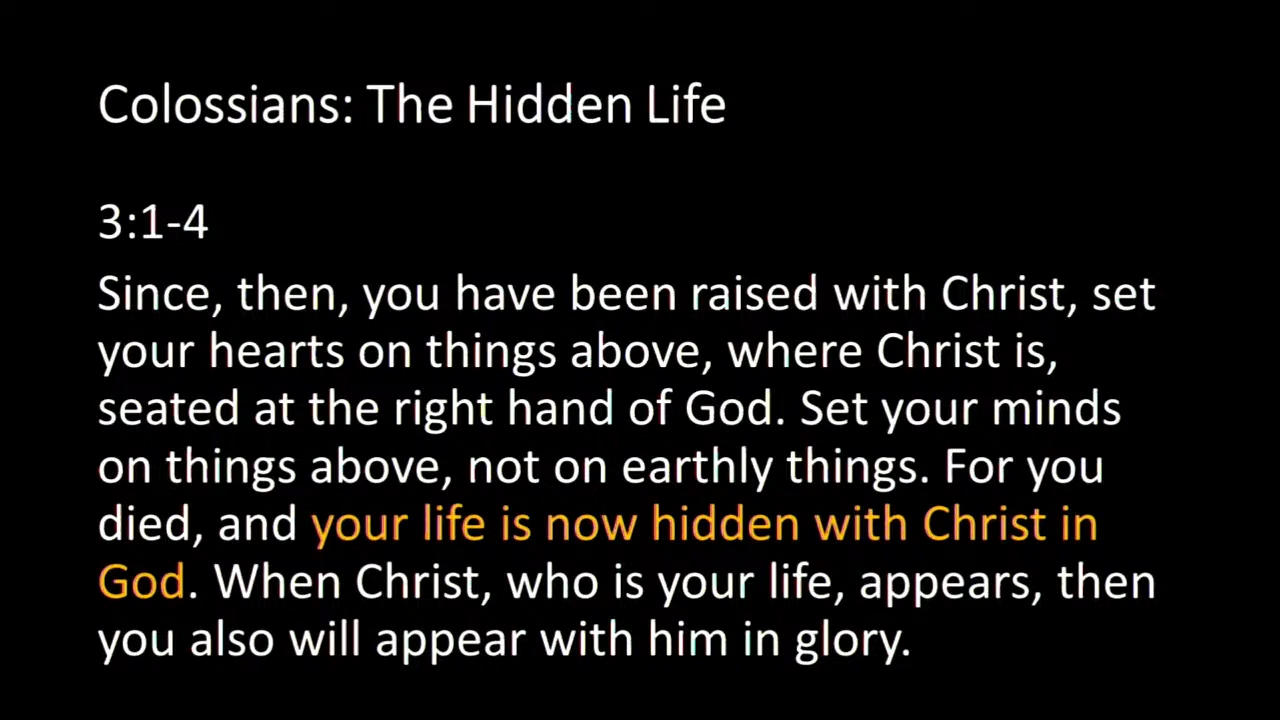 Colossians: The Hidden Life
3:1-4
Since, then, you have been raised with Christ, set
your hearts on things above, where Christ is,
seated at the right hand of God. Set your minds
on things above, not on earthly things. For you
died, and your life is now hidden with Christ in
God. When Christ, who is your life, appears, then
you also will appear with him in glory.